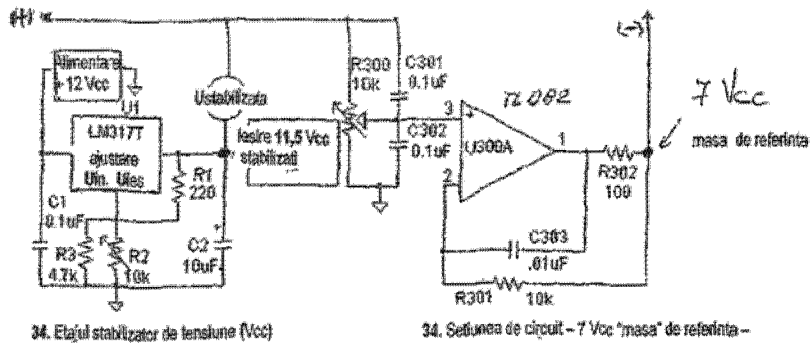 (+)
Alimentare
+ 12 Vcc
U1
LM317T
ajustare
Uin. Uies
C1
0.1uF
R3
4.7k
R2
10k
R1
220
C2
+
10uF
Ustabilizata
Iesire 11,5 Vcc
stabilizati
R300
10k
C301
0.1uF
C302
0.1uF
TL082
3
+
2
-
1
U300A
C303
.01uF
R301
10k
R302
100
(-)
7 Vcc
masa de referinta
34. Etajul stabilizator de tensiune (Vcc)
34. Setiunea de circuit – 7 Vcc "masa" de referinta –